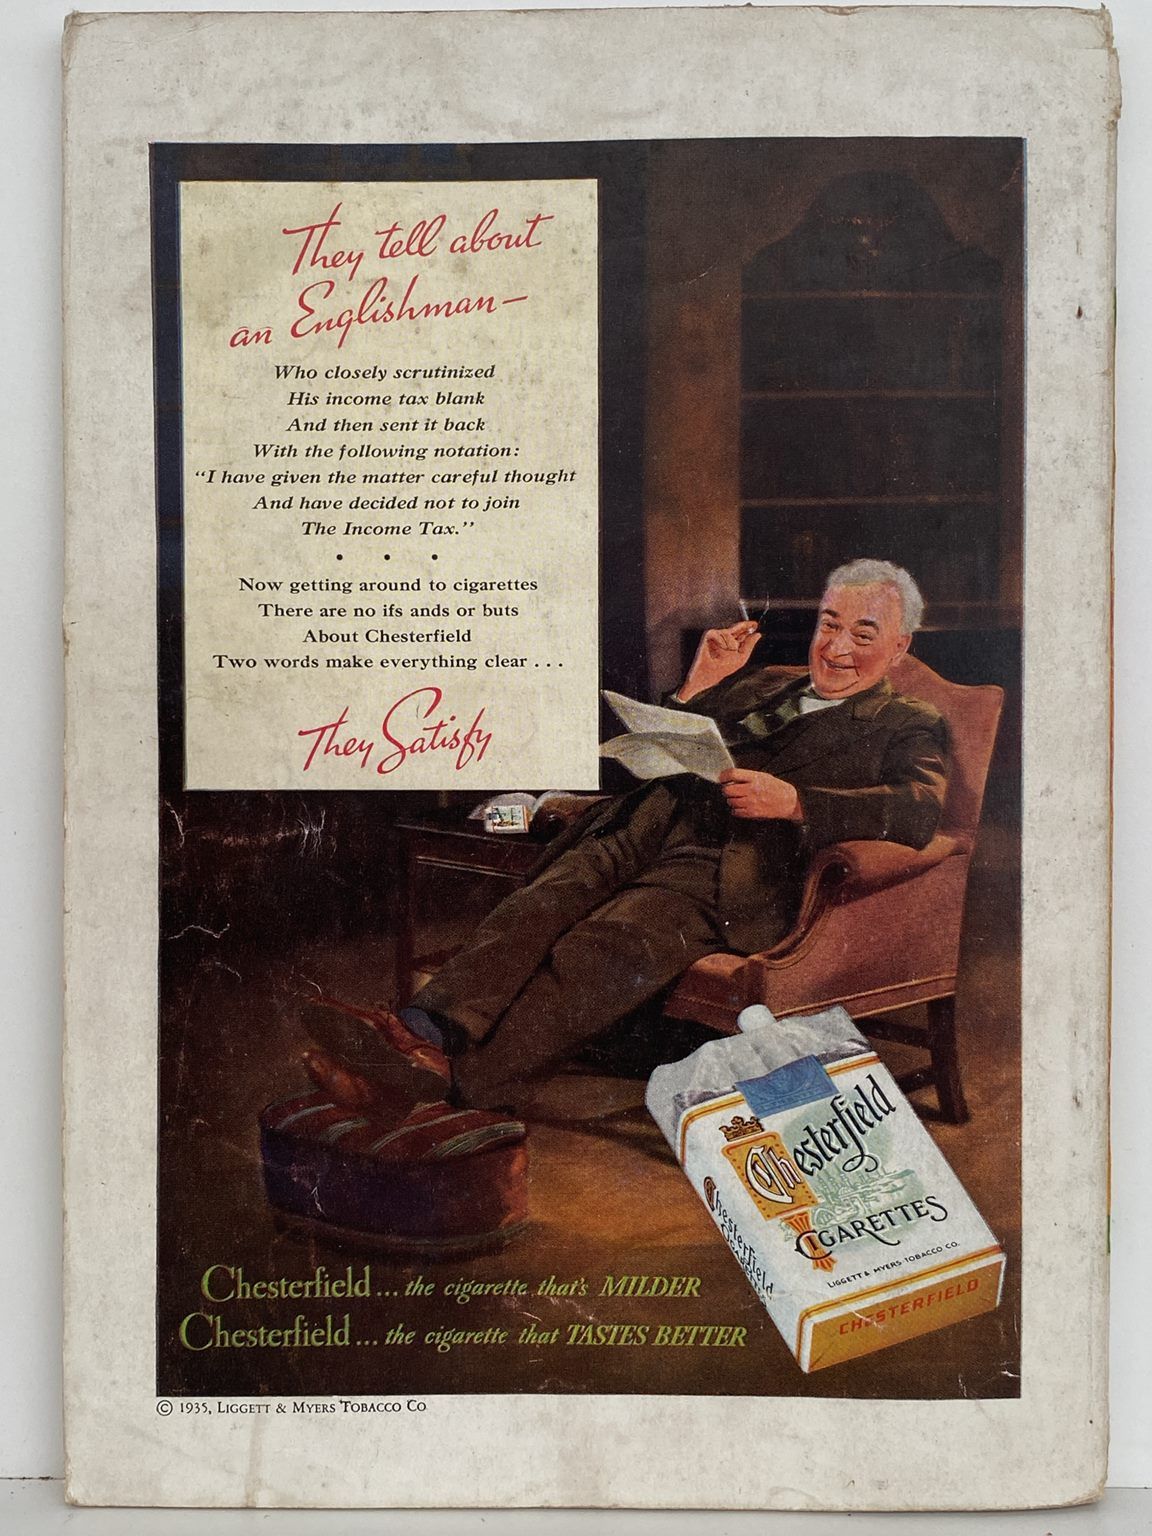 They tell about
an Englishman—
Who closely scrutinized
His income tax blank
And then sent it back
With the following notation:
“I have given the matter careful thought
And have decided not to join
The Income Tax.”
• • •
Now getting around to cigarettes
There are no ifs ands or buts
About Chesterfield
Two words make everything clear . . .
They Satisfy
Chesterfield
CIGARETTES
LIGGETT & MYERS TOBACCO CO.
Chesterfield
Cigarettes
CHESTERFIELD
Chesterfield ... the cigarette that's MILDER
Chesterfield ... the cigarette that TASTES BETTER
© 1935, LIGGETT & MYERS TOBACCO CO